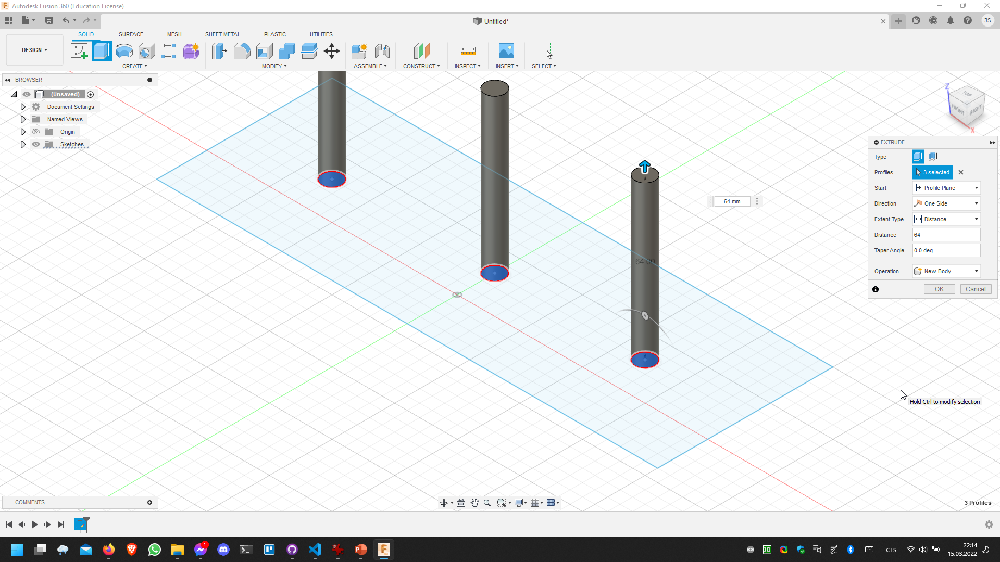 Autodesk Fusion 360 (Education License)
Untitled*
JS
SOLID
SURFACE
MESH
SHEET METAL
PLASTIC
UTILITIES
DESIGN
CREATE
MODIFY
ASSEMBLE
CONSTRUCT
INSPECT
INSERT
SELECT
BROWSER
(Unsaved)
Document Settings
Named Views
Origin
Sketches
Z
TOP
FRONT
RIGHT
X
EXTRUDE
Type
Profiles 3 selected
Start Profile Plane
Direction One Side
Extent Type Distance
Distance 64
Taper Angle 0.0 deg
Operation New Body
OK Cancel
64 mm
64.00
Hold Ctrl to modify selection
COMMENTS
3 Profiles
1
ID
CES
22:14
15.03.2022